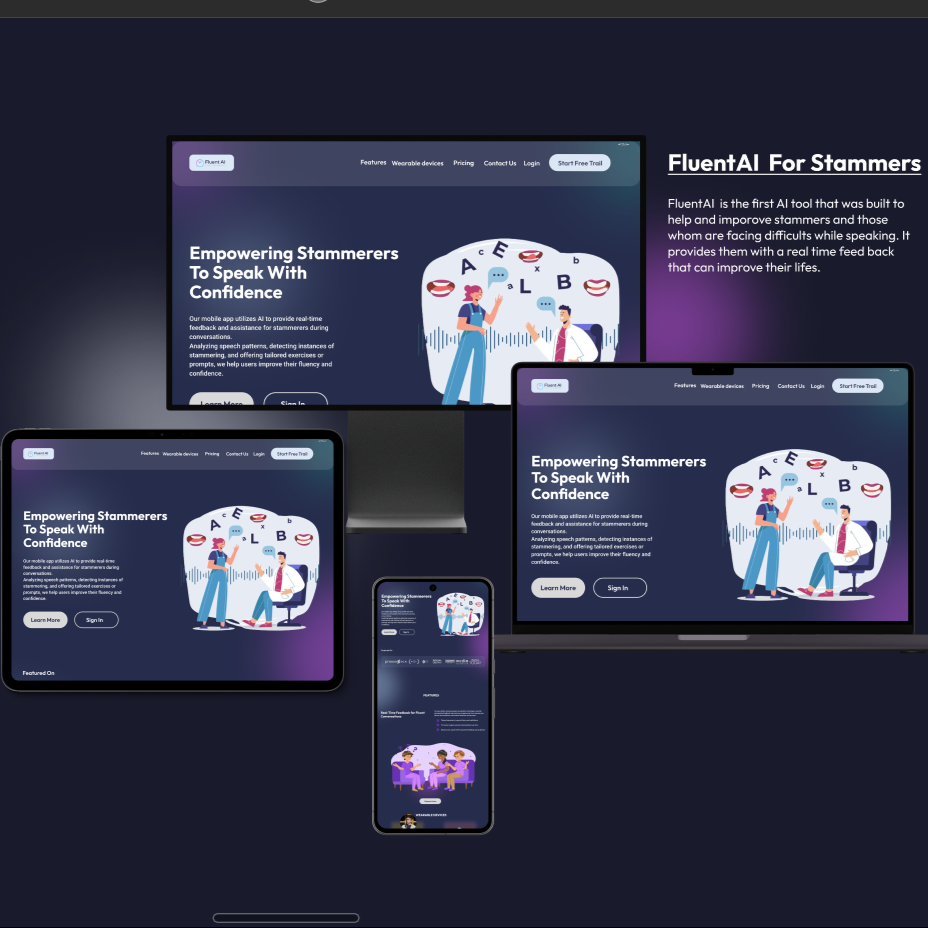 Fluent AI
Features Wearable devices Pricing Contact Us Login Start Free Trail
Empowering Stammerers
To Speak With
Confidence
Our mobile app utilizes AI to provide real-time
feedback and assistance for stammerers during
conversations.
Analyzing speech patterns, detecting instances of
stammering, and offering tailored exercises or
prompts, we help users improve their fluency and
confidence.
Learn More Sign In
A c E x b a L B
FluentAI For Stammers
FluentAI is the first AI tool that was built to
help and imporove stammers and those
whom are facing difficults while speaking. It
provides them with a real time feed back
that can improve their lifes.
Fluent AI
Features Wearable devices Pricing Contact Us Login Start Free Trail
Empowering Stammerers
To Speak With
Confidence
Our mobile app utilizes AI to provide real-time
feedback and assistance for stammerers during
conversations.
Analyzing speech patterns, detecting instances of
stammering, and offering tailored exercises or
prompts, we help users improve their fluency and
confidence.
Learn More Sign In
A c E x b a L B
Fluent AI
Features Wearable devices Pricing Contact Us Login Start Free Trail
Empowering Stammerers
To Speak With
Confidence
Our mobile app utilizes AI to provide real-time
feedback and assistance for stammerers during
conversations.
Analyzing speech patterns, detecting instances of
stammering, and offering tailored exercises or
prompts, we help users improve their fluency and
confidence.
Learn More Sign In
A c E x b a L B
Featured On
Empowering Stammerers
To Speak With
Confidence
FEATURES
Real-Time Feedback for Fluent
Conversations
WEARABLE DEVICES